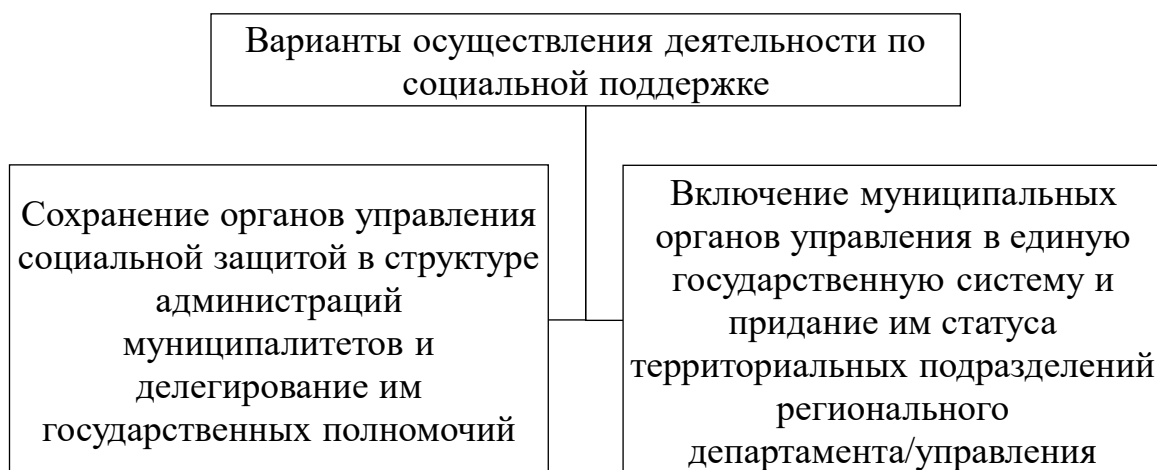 Варианты осуществления деятельности по
социальной поддержке
Сохранение органов управления
социальной защитой в структуре
администраций
муниципалитетов и
делегирование им
государственных полномочий
Включение муниципальных
органов управления в единую
государственную систему и
придание им статуса
территориальных подразделений
регионального
департамента/управления